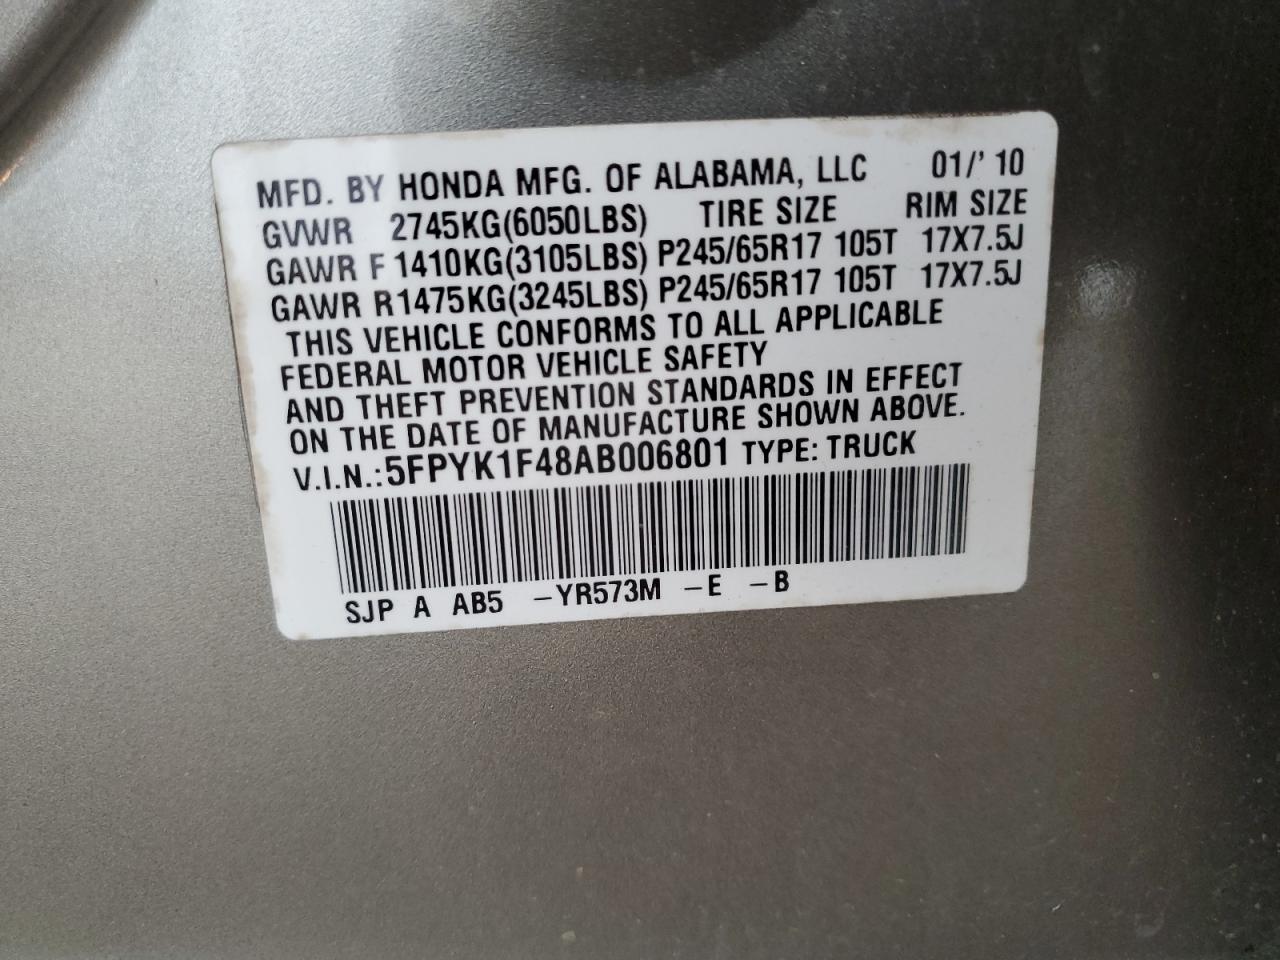 MFD. BY HONDA MFG. OF ALABAMA, LLC 01/' 10
GVWR 2745KG(6050LBS) TIRE SIZE RIM SIZE
GAWR F 1410KG(3105LBS) P245/65R17 105T 17X7.5J
GAWR R1475KG(3245LBS) P245/65R17 105T 17X7.5J
THIS VEHICLE CONFORMS TO ALL APPLICABLE
FEDERAL MOTOR VEHICLE SAFETY
AND THEFT PREVENTION STANDARDS IN EFFECT
ON THE DATE OF MANUFACTURE SHOWN ABOVE.
V.I.N.:5FPYK1F48AB006801 TYPE: TRUCK
SJP A AB5 -YR573M -E -B